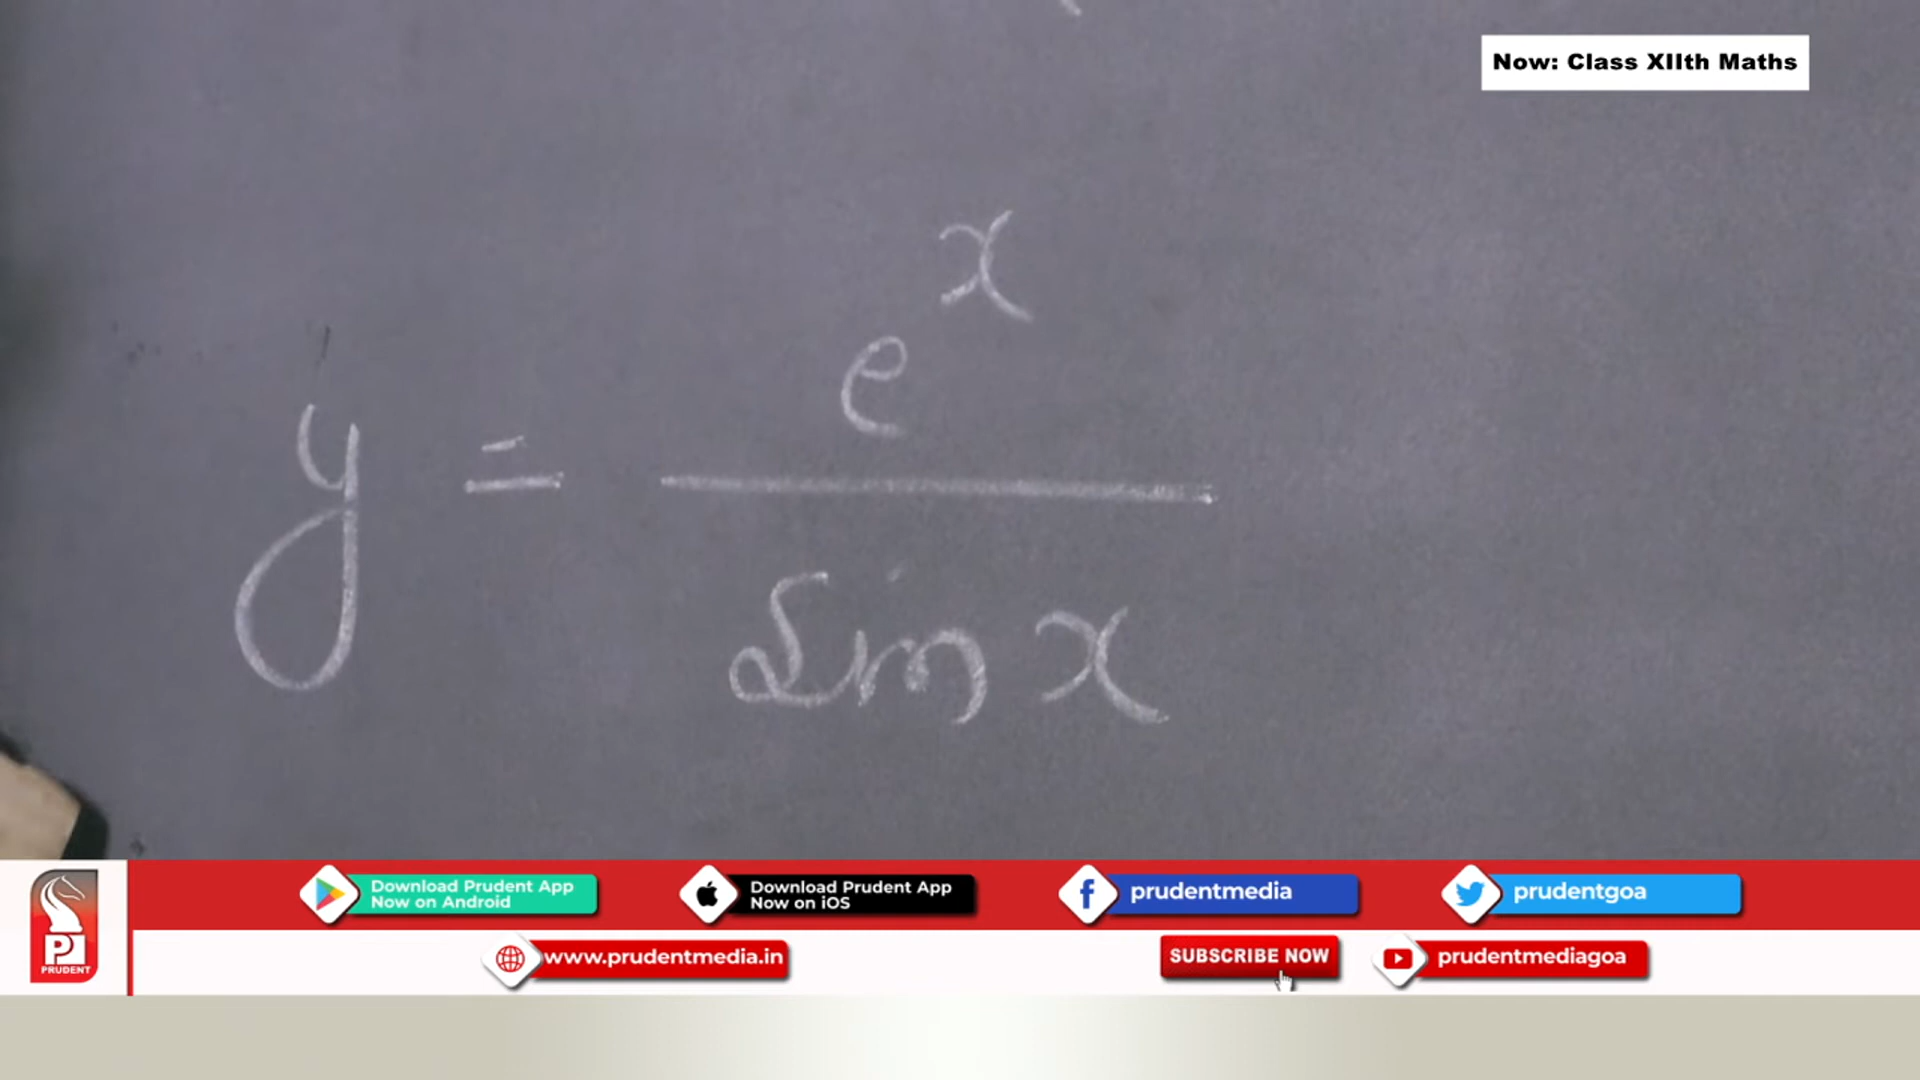 Now: Class XIIth Maths
y = e^x / sin x
Download Prudent App
Now on Android
Download Prudent App
Now on iOS
prudentmedia
prudentgoa
PRUDENT
www.prudentmedia.in
SUBSCRIBE NOW
prudentmediagoa